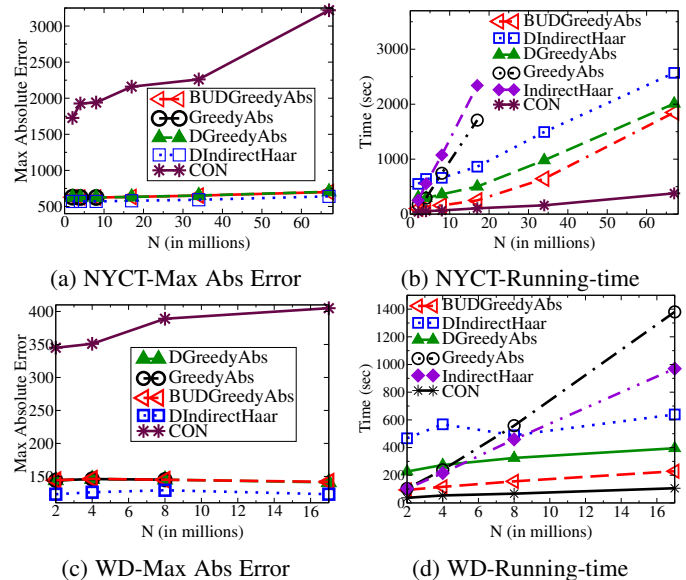 3000
2500
2000
1500
1000
500
Max Absolute Error
BUDGreedyAbs
GreedyAbs
DGreedyAbs
DIndirectHaar
CON
0 10 20 30 40 50 60
N (in millions)
(a) NYCT-Max Abs Error
3000
2000
1000
0
Time (sec)
BUDGreedyAbs
DIndirectHaar
DGreedyAbs
GreedyAbs
IndirectHaar
CON
0 10 20 30 40 50 60
N (in millions)
(b) NYCT-Running-time
400
350
300
250
200
150
Max Absolute Error
DGreedyAbs
GreedyAbs
BUDGreedyAbs
DIndirectHaar
CON
2 4 6 8 10 12 14 16
N (in millions)
(c) WD-Max Abs Error
1400
1200
1000
800
600
400
200
0
Time (sec)
BUDGreedyAbs
DIndirectHaar
DGreedyAbs
GreedyAbs
IndirectHaar
CON
2 4 6 8 10 12 14 16
N (in millions)
(d) WD-Running-time